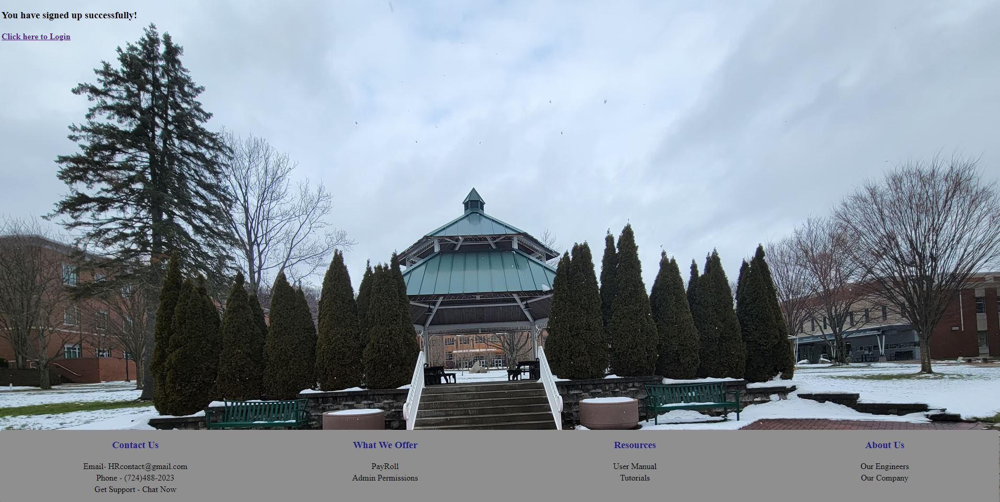 You have signed up successfully!
Click here to Login
Contact Us
Email- HRcontact@gmail.com
Phone - (724)488-2023
Get Support - Chat Now
What We Offer
PayRoll
Admin Permissions
Resources
User Manual
Tutorials
About Us
Our Engineers
Our Company